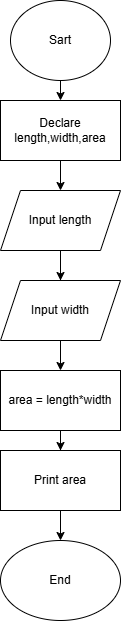 Sart
Declare
length,width,area
Input length
Input width
area = length*width
Print area
End